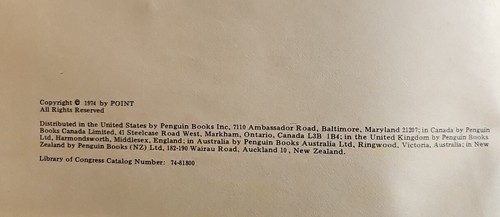 Copyright © 1974 by POINT
All Rights Reserved
Distributed in the United States by Penguin Books Inc, 7110 Ambassador Road, Baltimore, Maryland 21207; in Canada by Penguin
Books Canada Limited, 41 Steelcase Road West, Markham, Ontario, Canada L3B 1B4; in the United Kingdom by Penguin Books
Ltd, Harmondsworth, Middlesex, England; in Australia by Penguin Books Australia Ltd, Ringwood, Victoria, Australia; in New
Zealand by Penguin Books (NZ) Ltd, 182-190 Wairau Road, Auckland 10, New Zealand.
Library of Congress Catalog Number: 74-81800